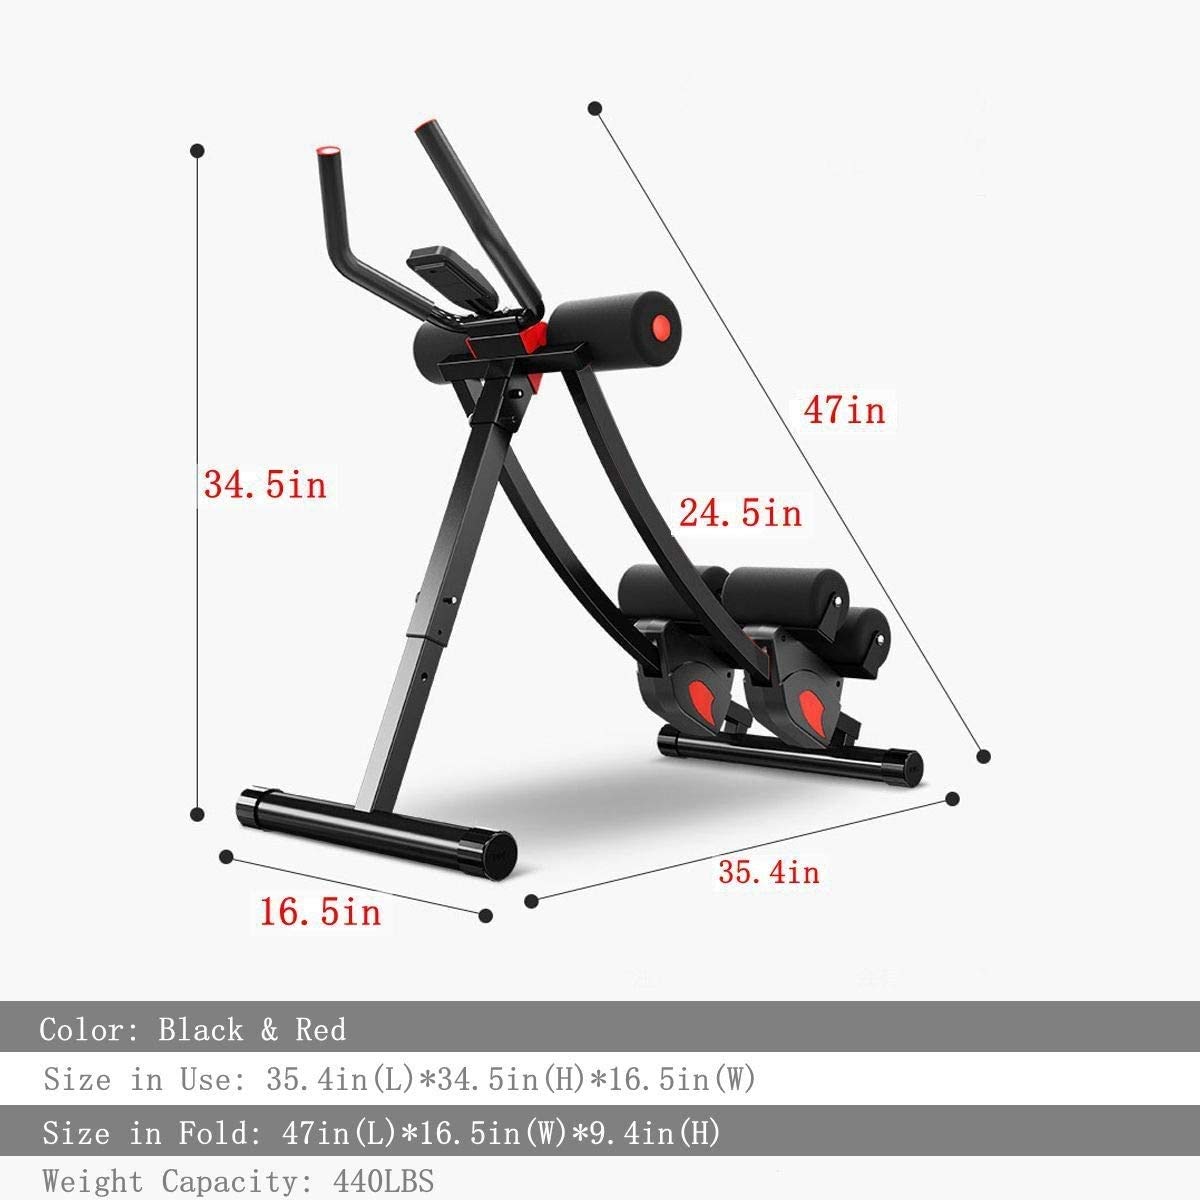 47in
34.5in
24.5in
35.4in
16.5in
Color: Black & Red
Size in Use: 35.4in(L)*34.5in(H)*16.5in(W)
Size in Fold: 47in(L)*16.5in(W)*9.4in(H)
Weight Capacity: 440LBS